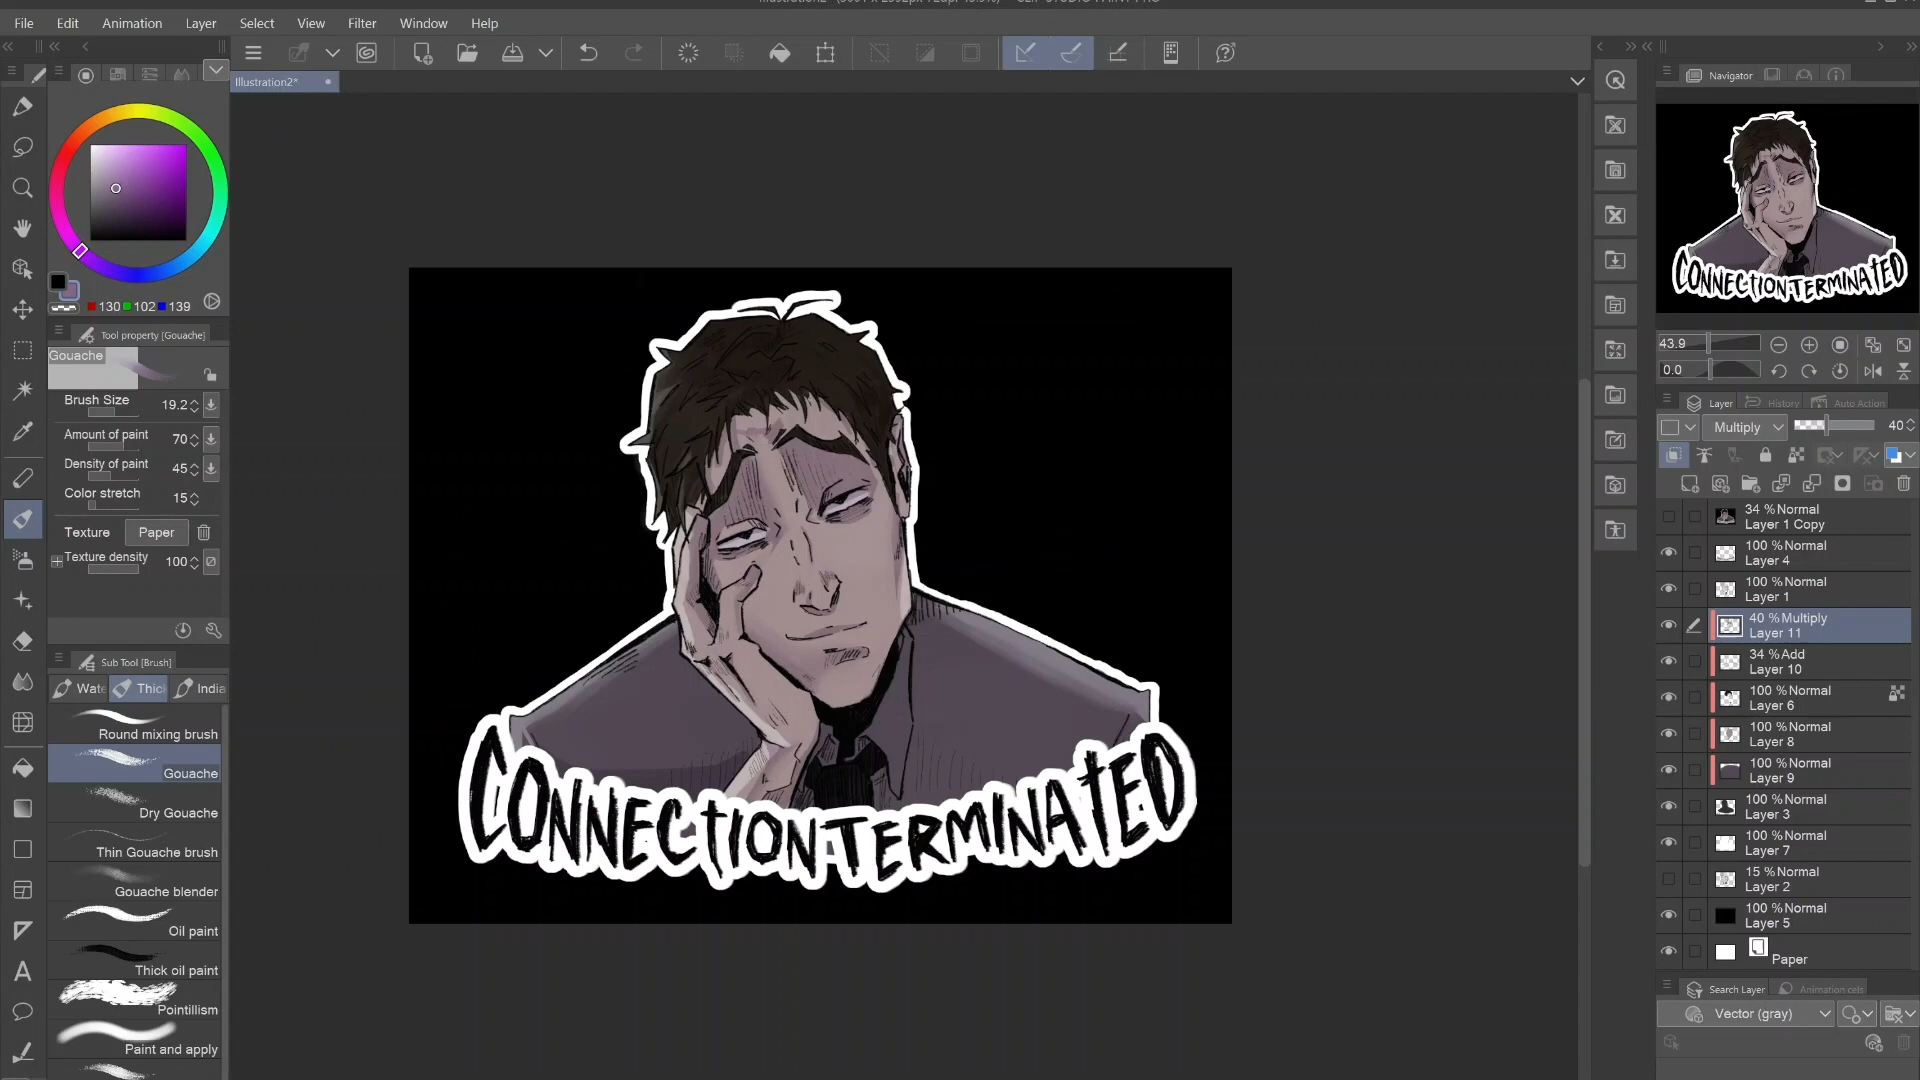 File Edit Animation Layer Select View Filter Window Help
Illustration2*
130 102 139
Tool property [Gouache]
Gouache
Brush Size 19.2
Amount of paint 70
Density of paint 45
Color stretch 15
Texture Paper
Texture density 100
Sub Tool [Brush]
Wate Thic India
Round mixing brush
Gouache
Dry Gouache
Thin Gouache brush
Gouache blender
Oil paint
Thick oil paint
Pointillism
Paint and apply
CONNECTION TERMINATED
Navigator
CONNECTION TERMINATED
43.9
0.0
Layer History Auto Action
Multiply 40
34 % Normal
Layer 1 Copy
100 % Normal
Layer 4
100 % Normal
Layer 1
40 % Multiply
Layer 11
34 % Add
Layer 10
100 % Normal
Layer 6
100 % Normal
Layer 8
100 % Normal
Layer 9
100 % Normal
Layer 3
100 % Normal
Layer 7
15 % Normal
Layer 2
100 % Normal
Layer 5
Paper
Search Layer Animation cels
Vector (gray)